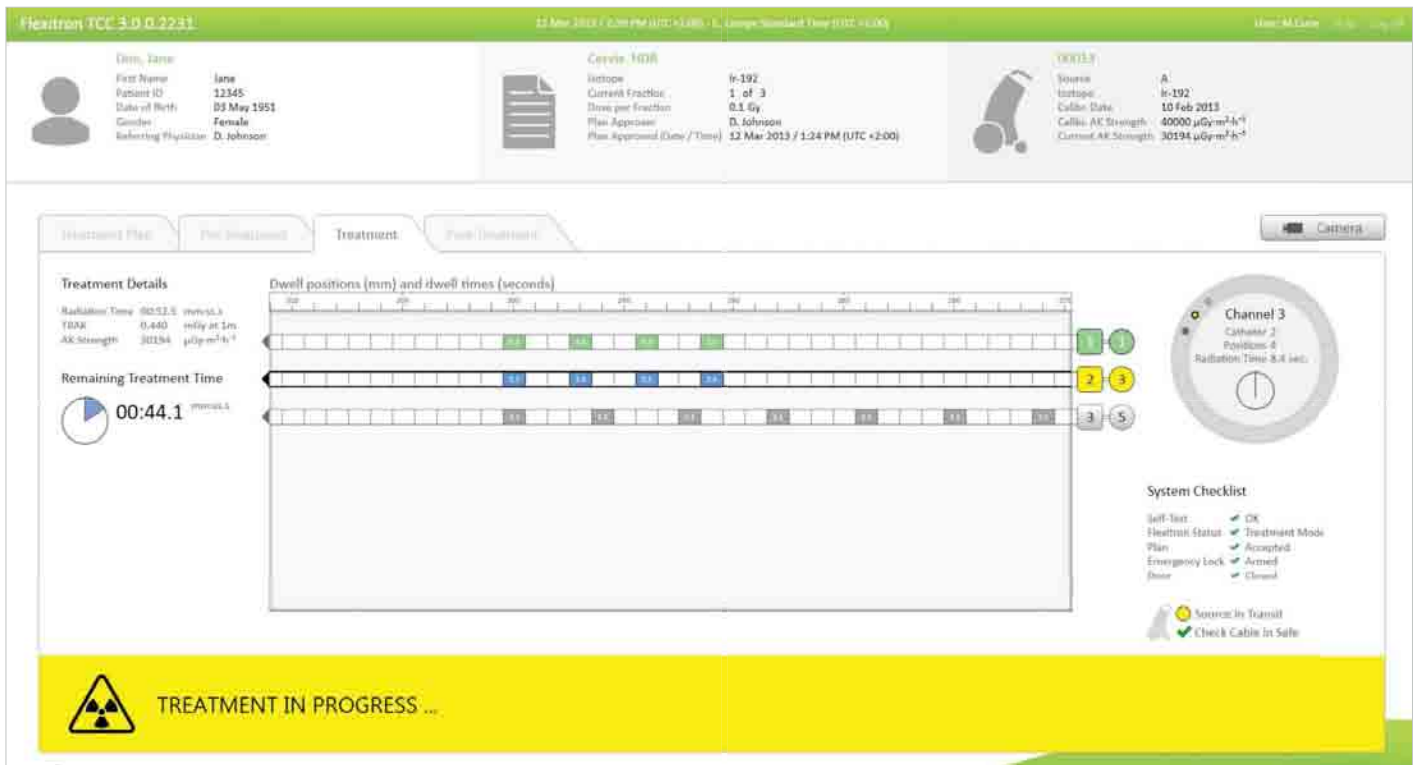 Flexitron TCC 3.0.0.2231
Doe, Jane
First Name Jane
Patient ID 12345
Date of Birth 03 May 1951
Gender Female
Referring Physician D. Johnson
Cervix, HDR
Isotope Ir-192
Current Fraction 1 of 3
Dose per Fraction 0.1 Gy
Plan Approver D. Johnson
Plan Approved (Date / Time) 12 Mar 2013 / 1:24 PM (UTC +2:00)
00013
Source A
Isotope Ir-192
Calibr. Date 10 Feb 2013
Calibr. AK Strength 40000 µGy·m²·h⁻¹
Current AK Strength 30194 µGy·m²·h⁻¹
Treatment Plan
Treatment
Post Treatment
Camera
Treatment Details
Radiation Time 00:52.5 mm:ss.s
TRAK 0.440 mGy at 1m
AK Strength 30194 µGy·m²·h⁻¹
Remaining Treatment Time
00:44.1 mm:ss.s
Dwell positions (mm) and dwell times (seconds)
1 1
2 3
3 5
Channel 3
Catheter 2
Positions 4
Radiation Time 8.4 sec.
System Checklist
Self-Test OK
Flexitron Status Treatment Mode
Plan Accepted
Emergency Lock Armed
Door Closed
Source in Transit
Check Cable in Safe
TREATMENT IN PROGRESS ...